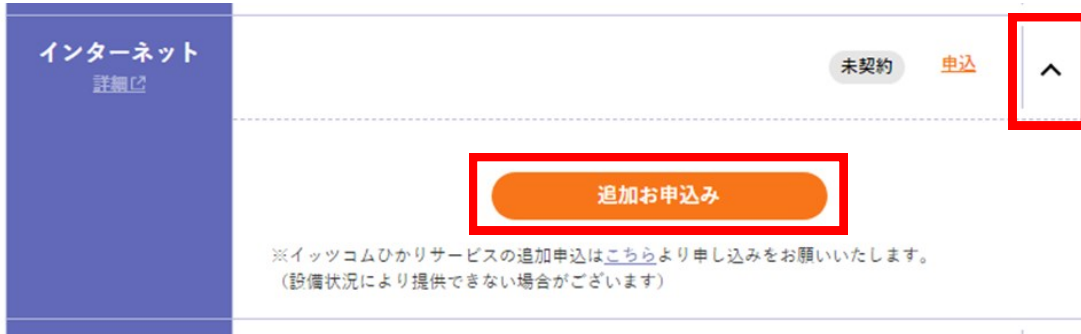 インターネット
詳細
未契約
申込
追加お申込み
※イッツコムひかりサービスの追加申込はこちらより申し込みをお願いいたします。
（設備状況により提供できない場合がございます）